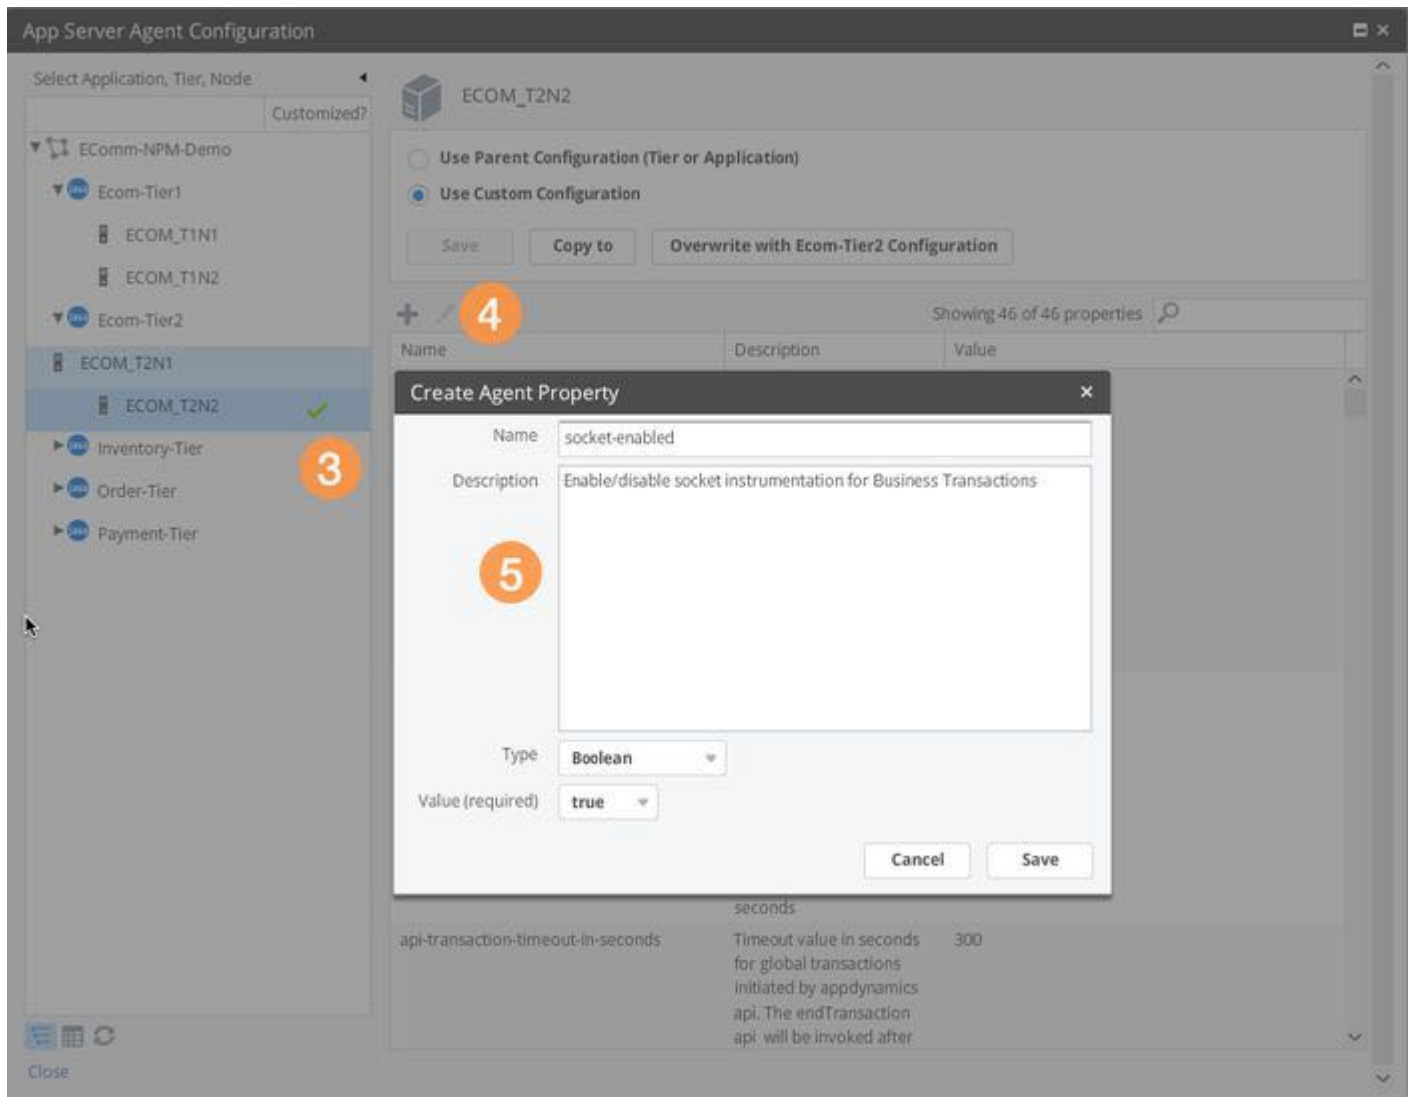 App Server Agent Configuration
Select Application, Tier, Node
Customized?
EComm-NPM-Demo
Ecom-Tier1
ECOM_T1N1
ECOM_T1N2
Ecom-Tier2
ECOM_T2N1
ECOM_T2N2
Inventory-Tier
3
Order-Tier
Payment-Tier
Close
ECOM_T2N2
Use Parent Configuration (Tier or Application)
Use Custom Configuration
Save Copy to Overwrite with Ecom-Tier2 Configuration
4 Showing 46 of 46 properties
Name Description Value
Create Agent Property
Name socket-enabled
Description Enable/disable socket instrumentation for Business Transactions
5
Type Boolean
Value (required) true
Cancel Save
seconds
api-transaction-timeout-in-seconds Timeout value in seconds 300
for global transactions
initiated by appdynamics
api. The endTransaction
api will be invoked after